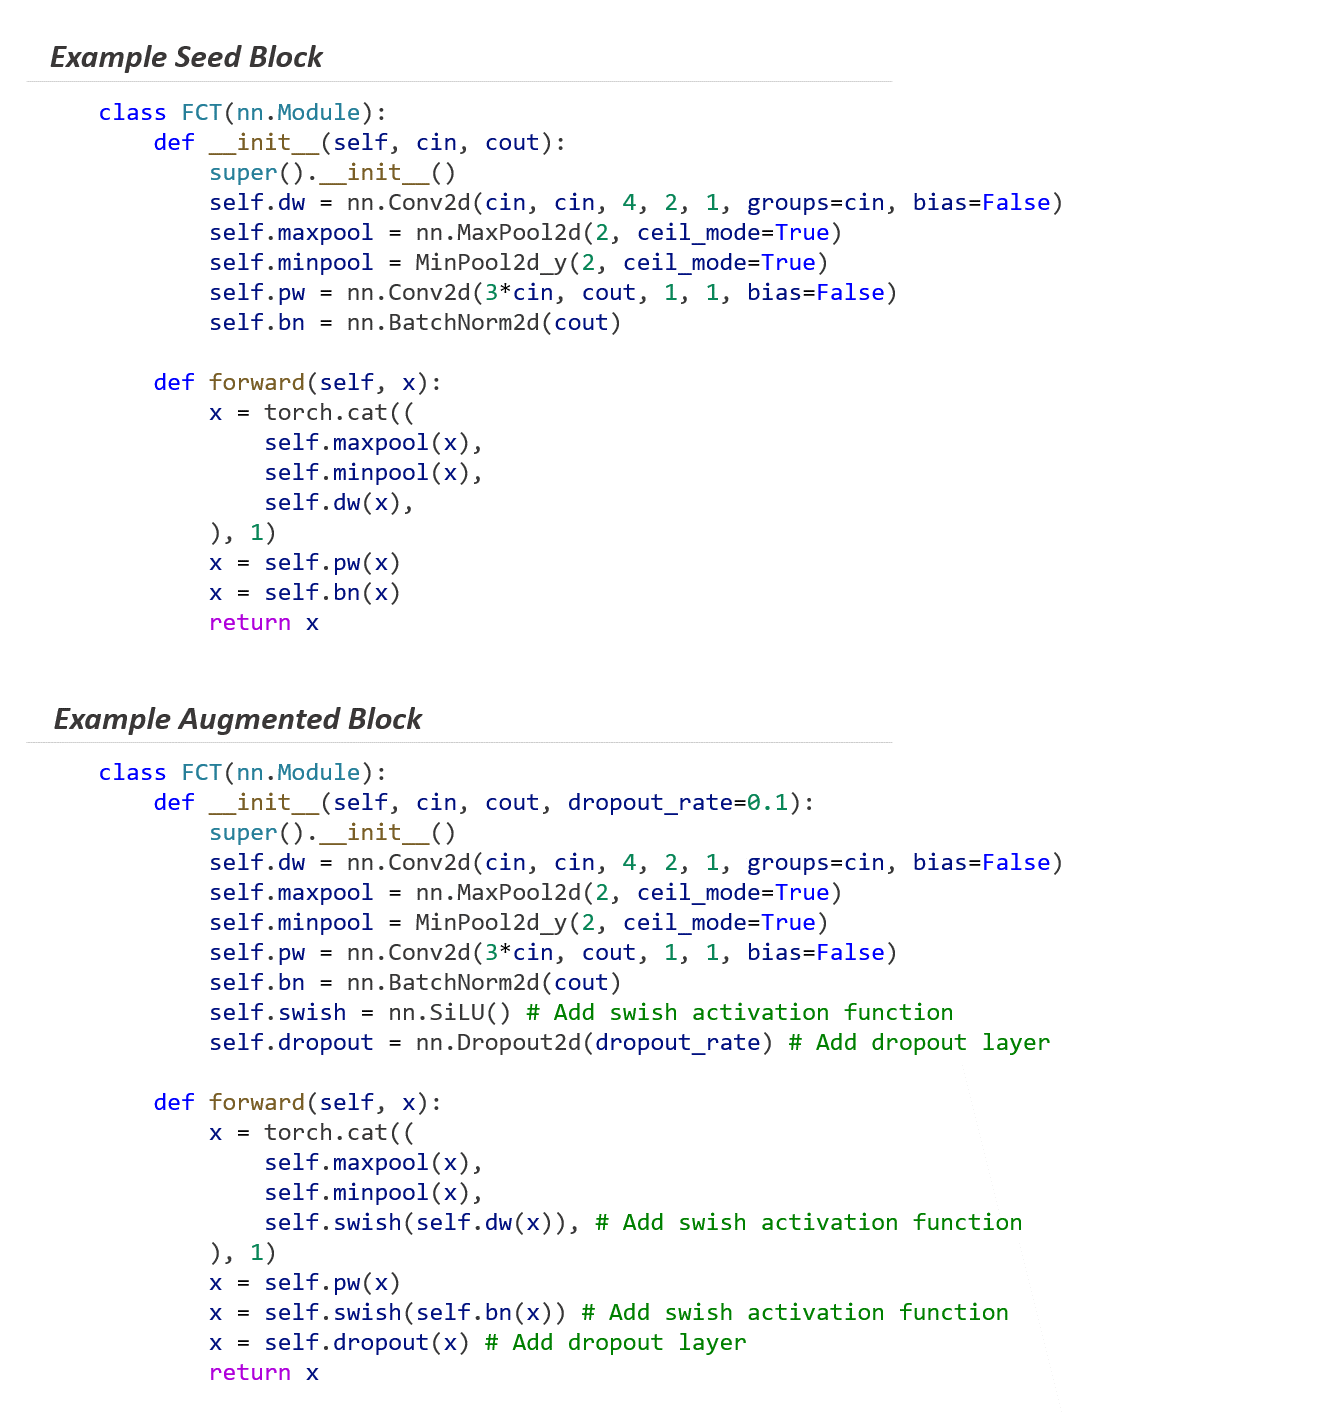 Example Seed Block
class FCT(nn.Module):
    def __init__(self, cin, cout):
        super().__init__()
        self.dw = nn.Conv2d(cin, cin, 4, 2, 1, groups=cin, bias=False)
        self.maxpool = nn.MaxPool2d(2, ceil_mode=True)
        self.minpool = MinPool2d_y(2, ceil_mode=True)
        self.pw = nn.Conv2d(3*cin, cout, 1, 1, bias=False)
        self.bn = nn.BatchNorm2d(cout)
    def forward(self, x):
        x = torch.cat((
            self.maxpool(x),
            self.minpool(x),
            self.dw(x),
        ), 1)
        x = self.pw(x)
        x = self.bn(x)
        return x
Example Augmented Block
class FCT(nn.Module):
    def __init__(self, cin, cout, dropout_rate=0.1):
        super().__init__()
        self.dw = nn.Conv2d(cin, cin, 4, 2, 1, groups=cin, bias=False)
        self.maxpool = nn.MaxPool2d(2, ceil_mode=True)
        self.minpool = MinPool2d_y(2, ceil_mode=True)
        self.pw = nn.Conv2d(3*cin, cout, 1, 1, bias=False)
        self.bn = nn.BatchNorm2d(cout)
        self.swish = nn.SiLU() # Add swish activation function
        self.dropout = nn.Dropout2d(dropout_rate) # Add dropout layer
    def forward(self, x):
        x = torch.cat((
            self.maxpool(x),
            self.minpool(x),
            self.swish(self.dw(x)), # Add swish activation function
        ), 1)
        x = self.pw(x)
        x = self.swish(self.bn(x)) # Add swish activation function
        x = self.dropout(x) # Add dropout layer
        return x